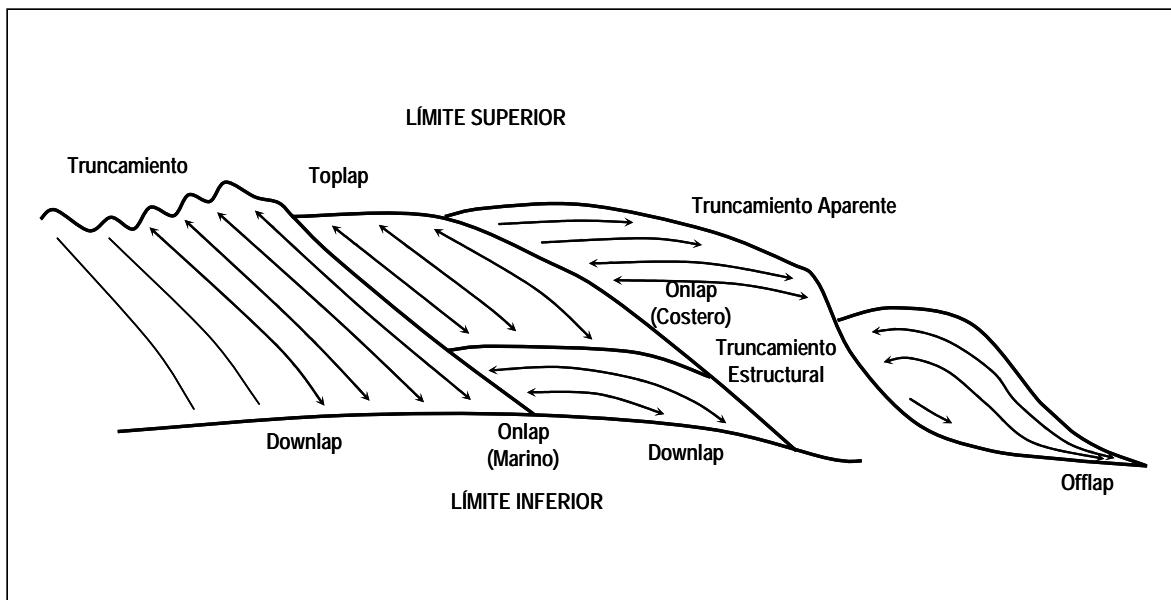 LÍMITE SUPERIOR
Truncamiento
Toplap
Truncamiento Aparente
Onlap
(Costero)
Truncamiento
Estructural
Downlap
Onlap
(Marino)
Downlap
LÍMITE INFERIOR
Offlap